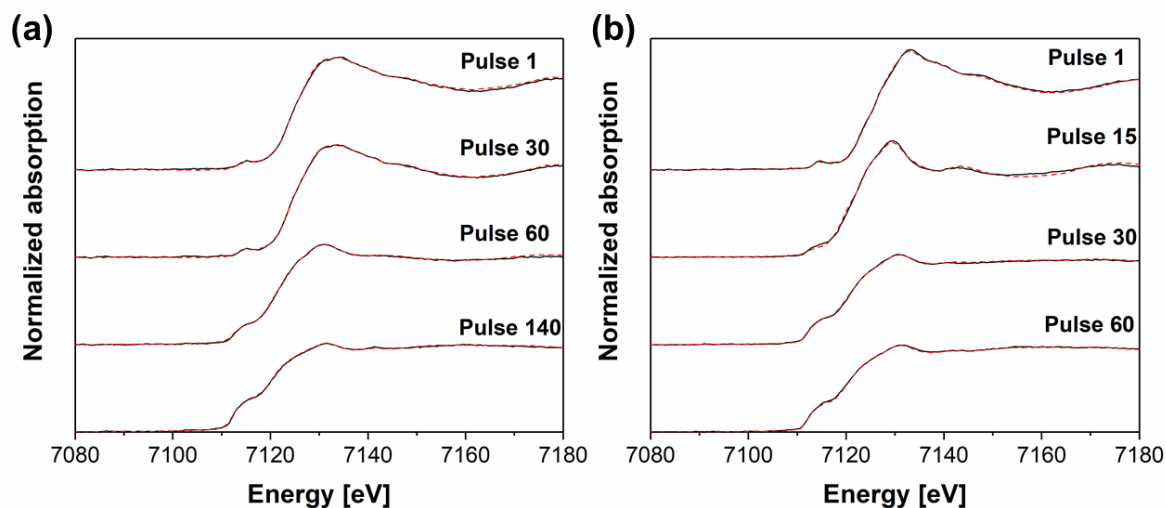 (a)
Normalized absorption
Pulse 1
Pulse 30
Pulse 60
Pulse 140
7080 7100 7120 7140 7160 7180
Energy [eV]
(b)
Normalized absorption
Pulse 1
Pulse 15
Pulse 30
Pulse 60
7080 7100 7120 7140 7160 7180
Energy [eV]